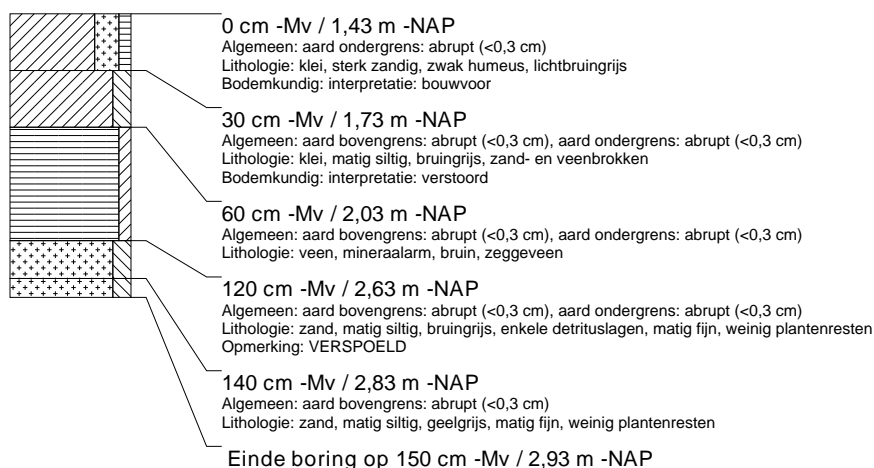 0 cm -Mv / 1,43 m -NAP
Algemeen: aard ondergrens: abrupt (<0,3 cm)
Lithologie: klei, sterk zandig, zwak humeus, lichtbruingrijs
Bodemkundig: interpretatie: bouwvoor
30 cm -Mv / 1,73 m -NAP
Algemeen: aard bovengrens: abrupt (<0,3 cm), aard ondergrens: abrupt (<0,3 cm)
Lithologie: klei, matig siltig, bruingrijs, zand- en veenbrokken
Bodemkundig: interpretatie: verstoord
60 cm -Mv / 2,03 m -NAP
Algemeen: aard bovengrens: abrupt (<0,3 cm), aard ondergrens: abrupt (<0,3 cm)
Lithologie: veen, mineraalarm, bruin, zeggeveen
120 cm -Mv / 2,63 m -NAP
Algemeen: aard bovengrens: abrupt (<0,3 cm), aard ondergrens: abrupt (<0,3 cm)
Lithologie: zand, matig siltig, bruingrijs, enkele detrituslagen, matig fijn, weinig plantenresten
Opmerking: VERSPOELD
140 cm -Mv / 2,83 m -NAP
Algemeen: aard bovengrens: abrupt (<0,3 cm)
Lithologie: zand, matig siltig, geelgrijs, matig fijn, weinig plantenresten
Einde boring op 150 cm -Mv / 2,93 m -NAP